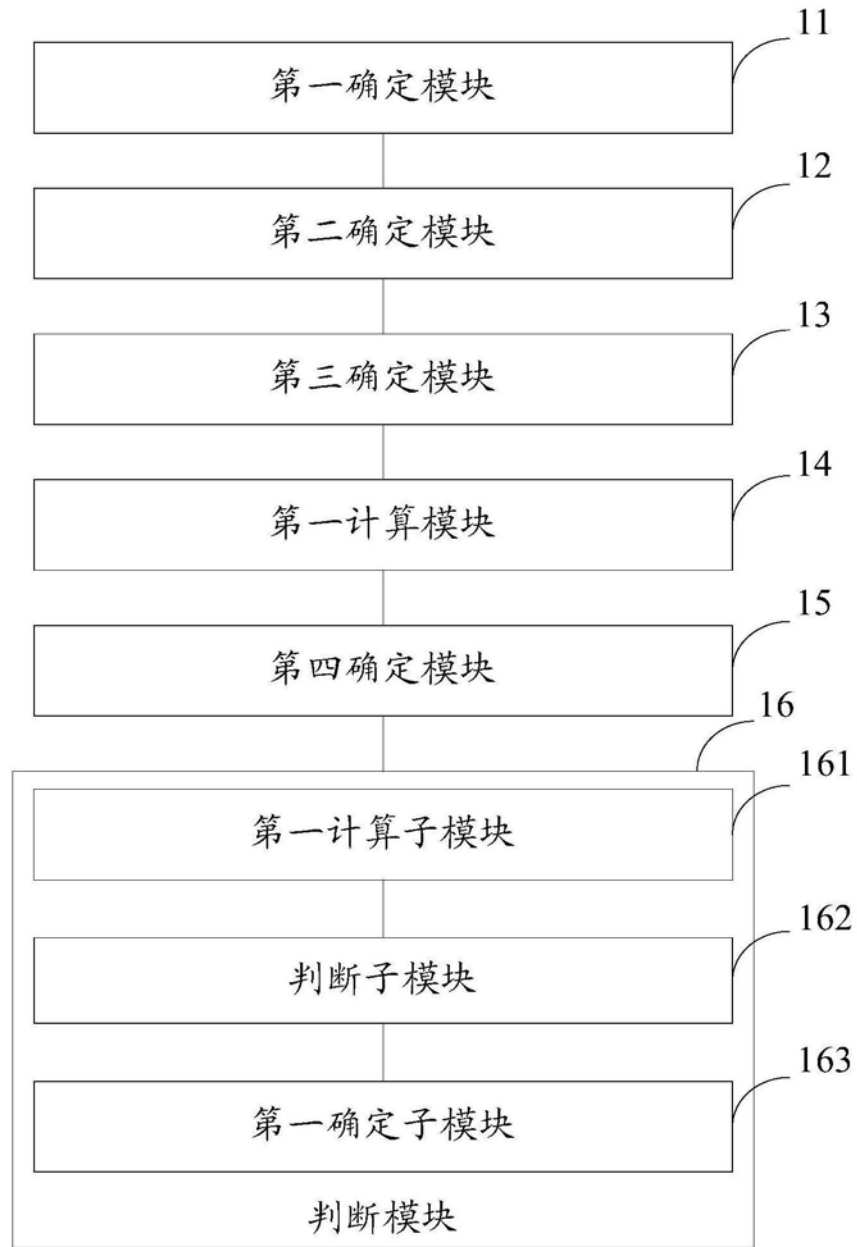 11
第一确定模块
12
第二确定模块
13
第三确定模块
14
第一计算模块
15
第四确定模块
16
161
第一计算子模块
162
判断子模块
163
第一确定子模块
判断模块